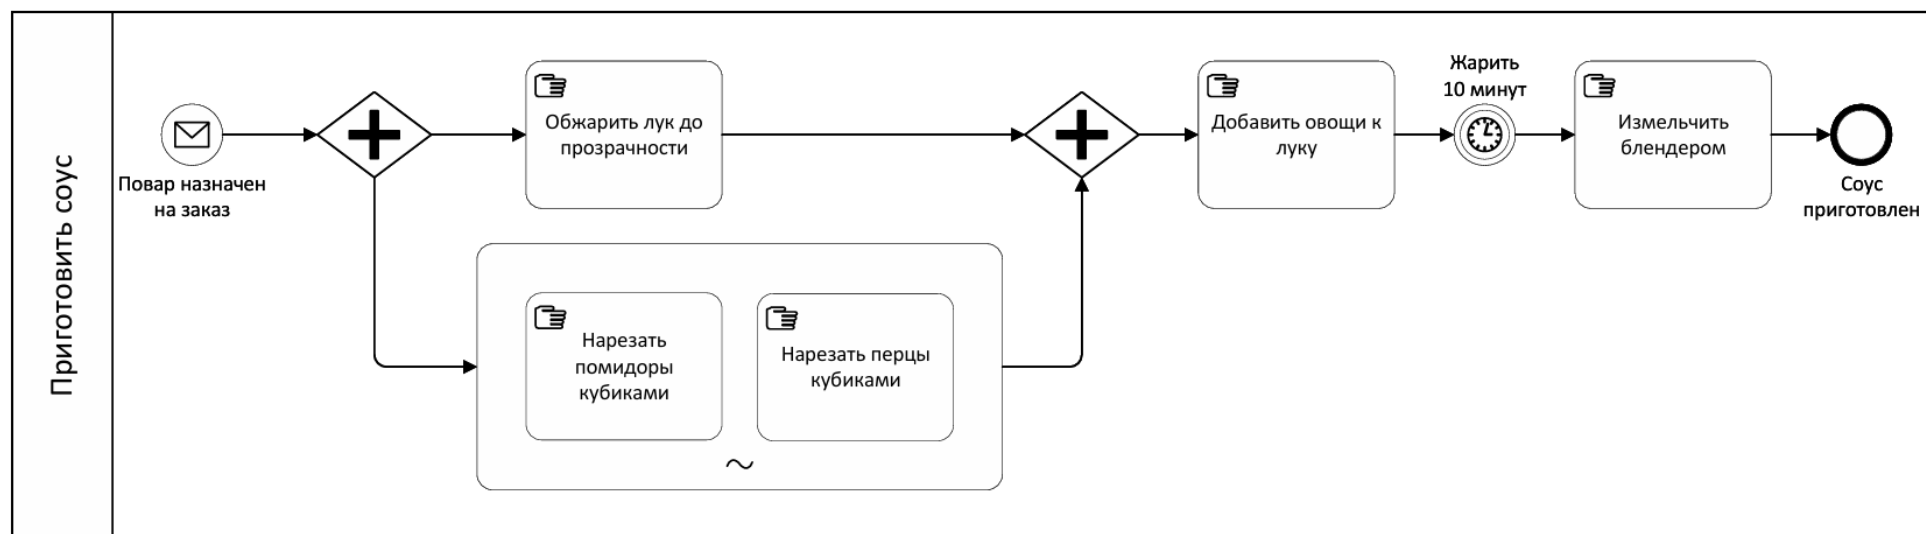 Приготовить соус
Повар назначен
на заказ
Обжарить лук до
прозрачности
Нарезать
помидоры
кубиками
Нарезать перцы
кубиками
Добавить овощи к
луку
Жарить
10 минут
Измельчить
блендером
Соус
приготовлен